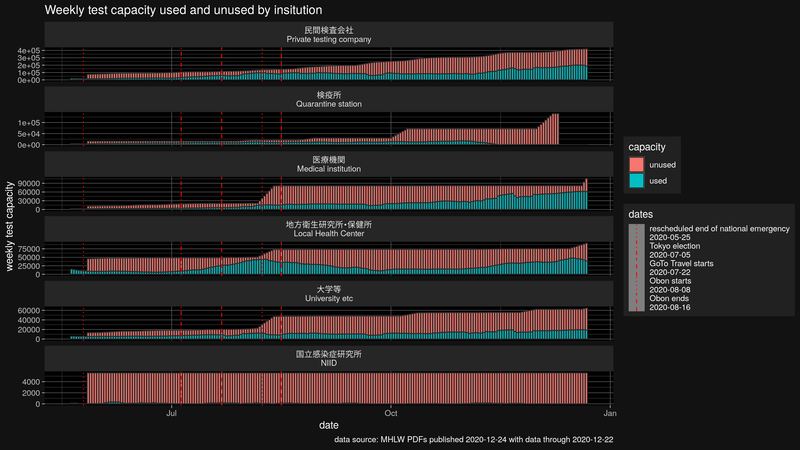 Weekly test capacity used and unused by insitution
民間検査会社
Private testing company
4e+05
3e+05
2e+05
1e+05
0e+00
検疫所
Quarantine station
1e+05
5e+04
0e+00
医療機関
Medical institution
90000
60000
30000
0
地方衛生研究所・保健所
Local Health Center
75000
50000
25000
0
大学等
University etc
60000
40000
20000
0
国立感染症研究所
NIID
4000
2000
0
Jul
Oct
Jan
date
weekly test capacity
capacity
unused
used
dates
rescheduled end of national emergency
2020-05-25
Tokyo election
2020-07-05
GoTo Travel starts
2020-07-22
Obon starts
2020-08-08
Obon ends
2020-08-16
data source: MHLW PDFs published 2020-12-24 with data through 2020-12-22